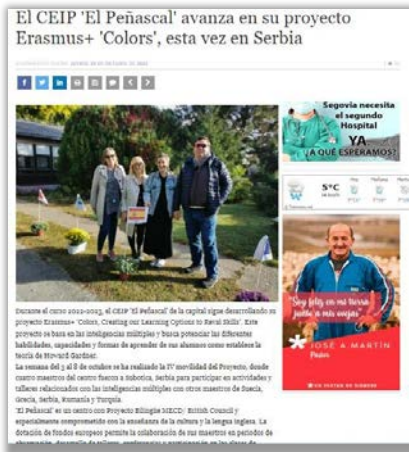 El CEIP 'El Peñascal' avanza en su proyecto
Erasmus+ 'Colors', esta vez en Serbia
Segovia necesita
el segundo
Hospital
YA
¿A QUÉ ESPERAMOS?
5°C
Hoy
Mañana
"Soy feliz en mi tierra
junto a mis ovejas"
JOSÉ A. MARTÍN
Pastor
Durante el curso 2022-2023, el CEIP 'El Peñascal' de la capital sigue desarrollando su
proyecto Erasmus+ 'Colors, Creating our Learning Options to Reval Skills'. Este
proyecto se basa en las inteligencias múltiples y busca potenciar las diferentes
habilidades, capacidades y formas de aprender de sus alumnos como establece la
teoría de Howard Gardner.
La semana del 3 al 8 de octubre se ha realizado la IV movilidad del Proyecto, donde
cuatro maestros del centro fueron a Subotica, Serbia para participar en actividades y
talleres relacionados con las inteligencias múltiples con otros maestros de Suecia,
Grecia, Serbia, Rumanía y Turquía.
'El Peñascal' es un centro con Proyecto Bilingüe MECD- British Council y
especialmente comprometido con la enseñanza de la cultura y la lengua inglesa. La
dotación de fondos europeos permite la colaboración de sus maestros en periodos de